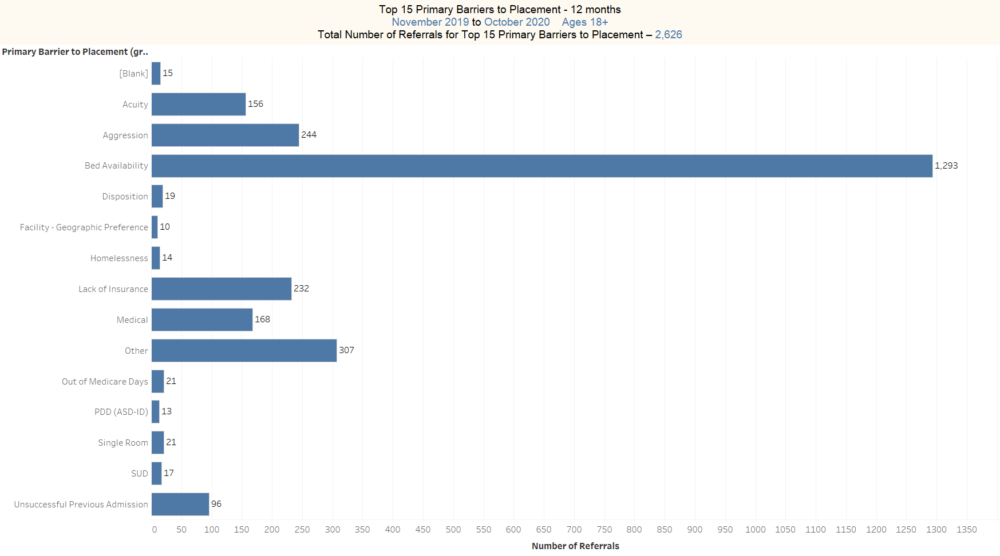 Top 15 Primary Barriers to Placement - 12 months
November 2019 to October 2020 Ages 18+
Total Number of Referrals for Top 15 Primary Barriers to Placement – 2,626
Primary Barrier to Placement (gr..
[Blank] 15
Acuity 156
Aggression 244
Bed Availability 1,293
Disposition 19
Facility - Geographic Preference 10
Homelessness 14
Lack of Insurance 232
Medical 168
Other 307
Out of Medicare Days 21
PDD (ASD-ID) 13
Single Room 21
SUD 17
Unsuccessful Previous Admission 96
0 50 100 150 200 250 300 350 400 450 500 550 600 650 700 750 800 850 900 950 1000 1050 1100 1150 1200 1250 1300 1350
Number of Referrals